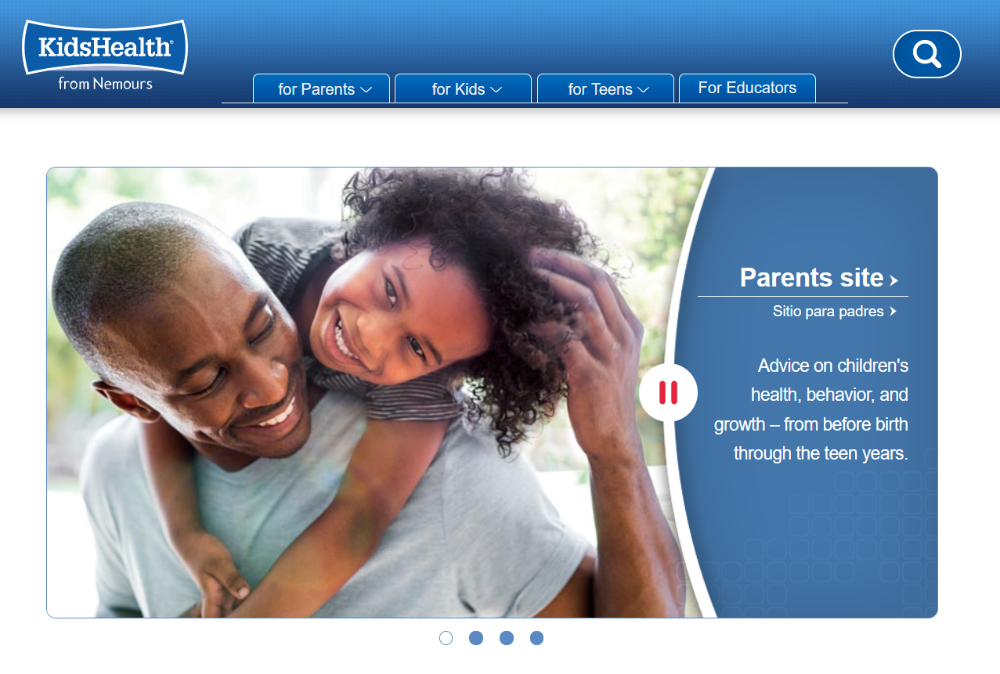 KidsHealth®
from Nemours
for Parents
for Kids
for Teens
For Educators
Parents site
Sitio para padres
Advice on children's
health, behavior, and
growth – from before birth
through the teen years.